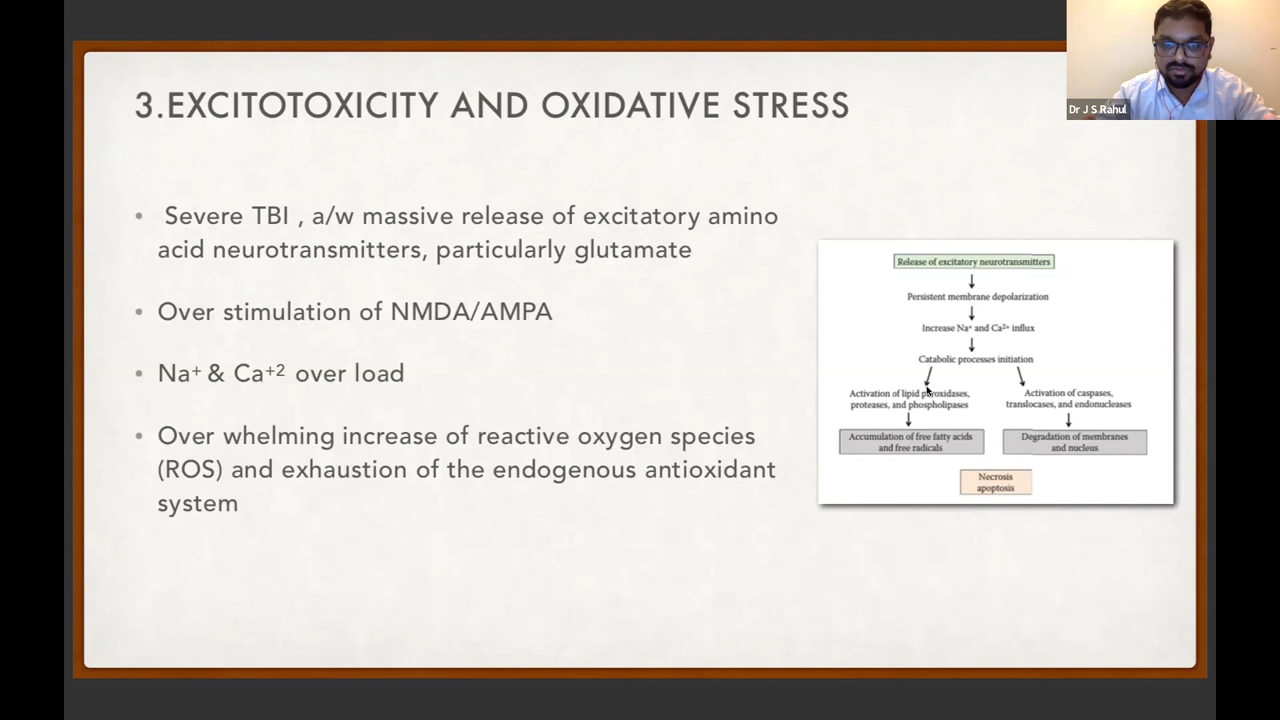 3.EXCITOTOXICITY AND OXIDATIVE STRESS
Dr J S Rahul
• Severe TBI , a/w massive release of excitatory amino
acid neurotransmitters, particularly glutamate
• Over stimulation of NMDA/AMPA
• Na⁺ & Ca⁺² over load
• Over whelming increase of reactive oxygen species
(ROS) and exhaustion of the endogenous antioxidant
system
Release of excitatory neurotransmitters
Persistent membrane depolarization
Increase Na⁺ and Ca²⁺ influx
Catabolic processes initiation
Activation of lipid peroxidases,
proteases, and phospholipases
Activation of caspases,
translocases, and endonucleases
Accumulation of free fatty acids
and free radicals
Degradation of membranes
and nucleus
Necrosis
apoptosis